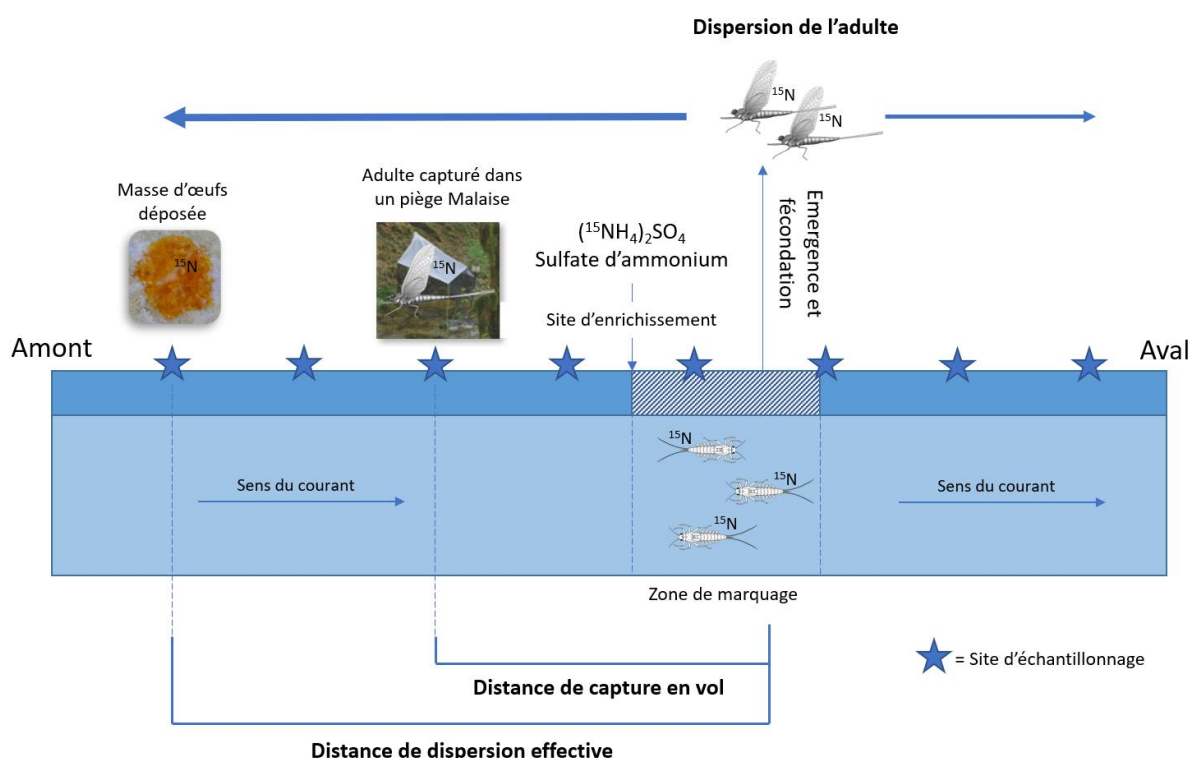 Dispersion de l’adulte
¹⁵N
¹⁵N
Masse d’œufs
déposée
¹⁵N
Adulte capturé dans
un piège Malaise
¹⁵N
(¹⁵NH₄)₂SO₄
Sulfate d’ammonium
Site d’enrichissement
Emergence et
fécondation
Amont
Aval
¹⁵N
¹⁵N
¹⁵N
Sens du courant
Sens du courant
Zone de marquage
= Site d’échantillonnage
Distance de capture en vol
Distance de dispersion effective